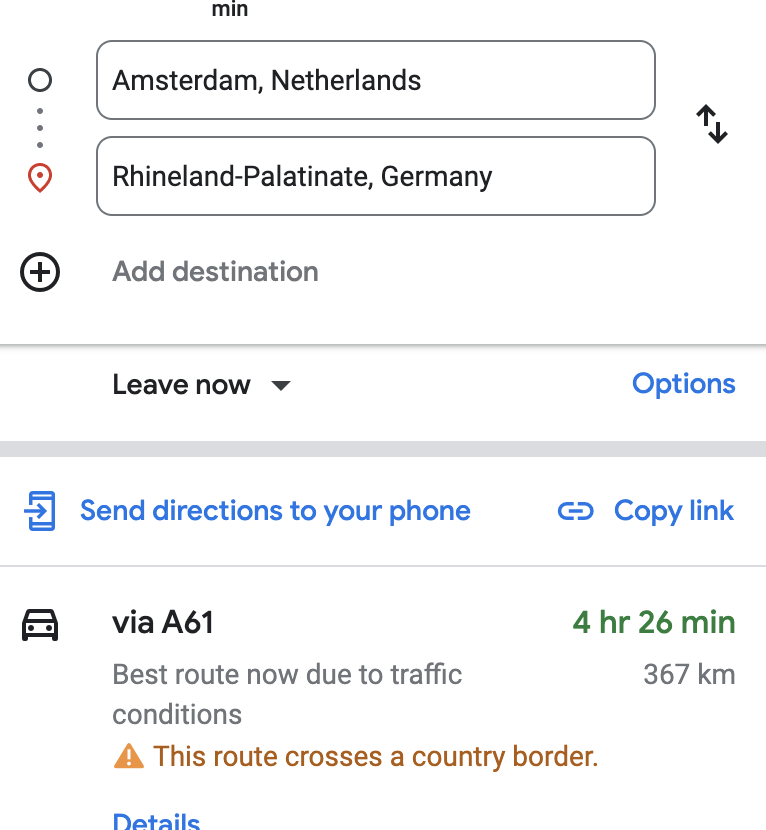 min
Amsterdam, Netherlands
Rhineland-Palatinate, Germany
Add destination
Leave now
Options
Send directions to your phone
Copy link
via A61
4 hr 26 min
Best route now due to traffic
367 km
conditions
This route crosses a country border.
Details